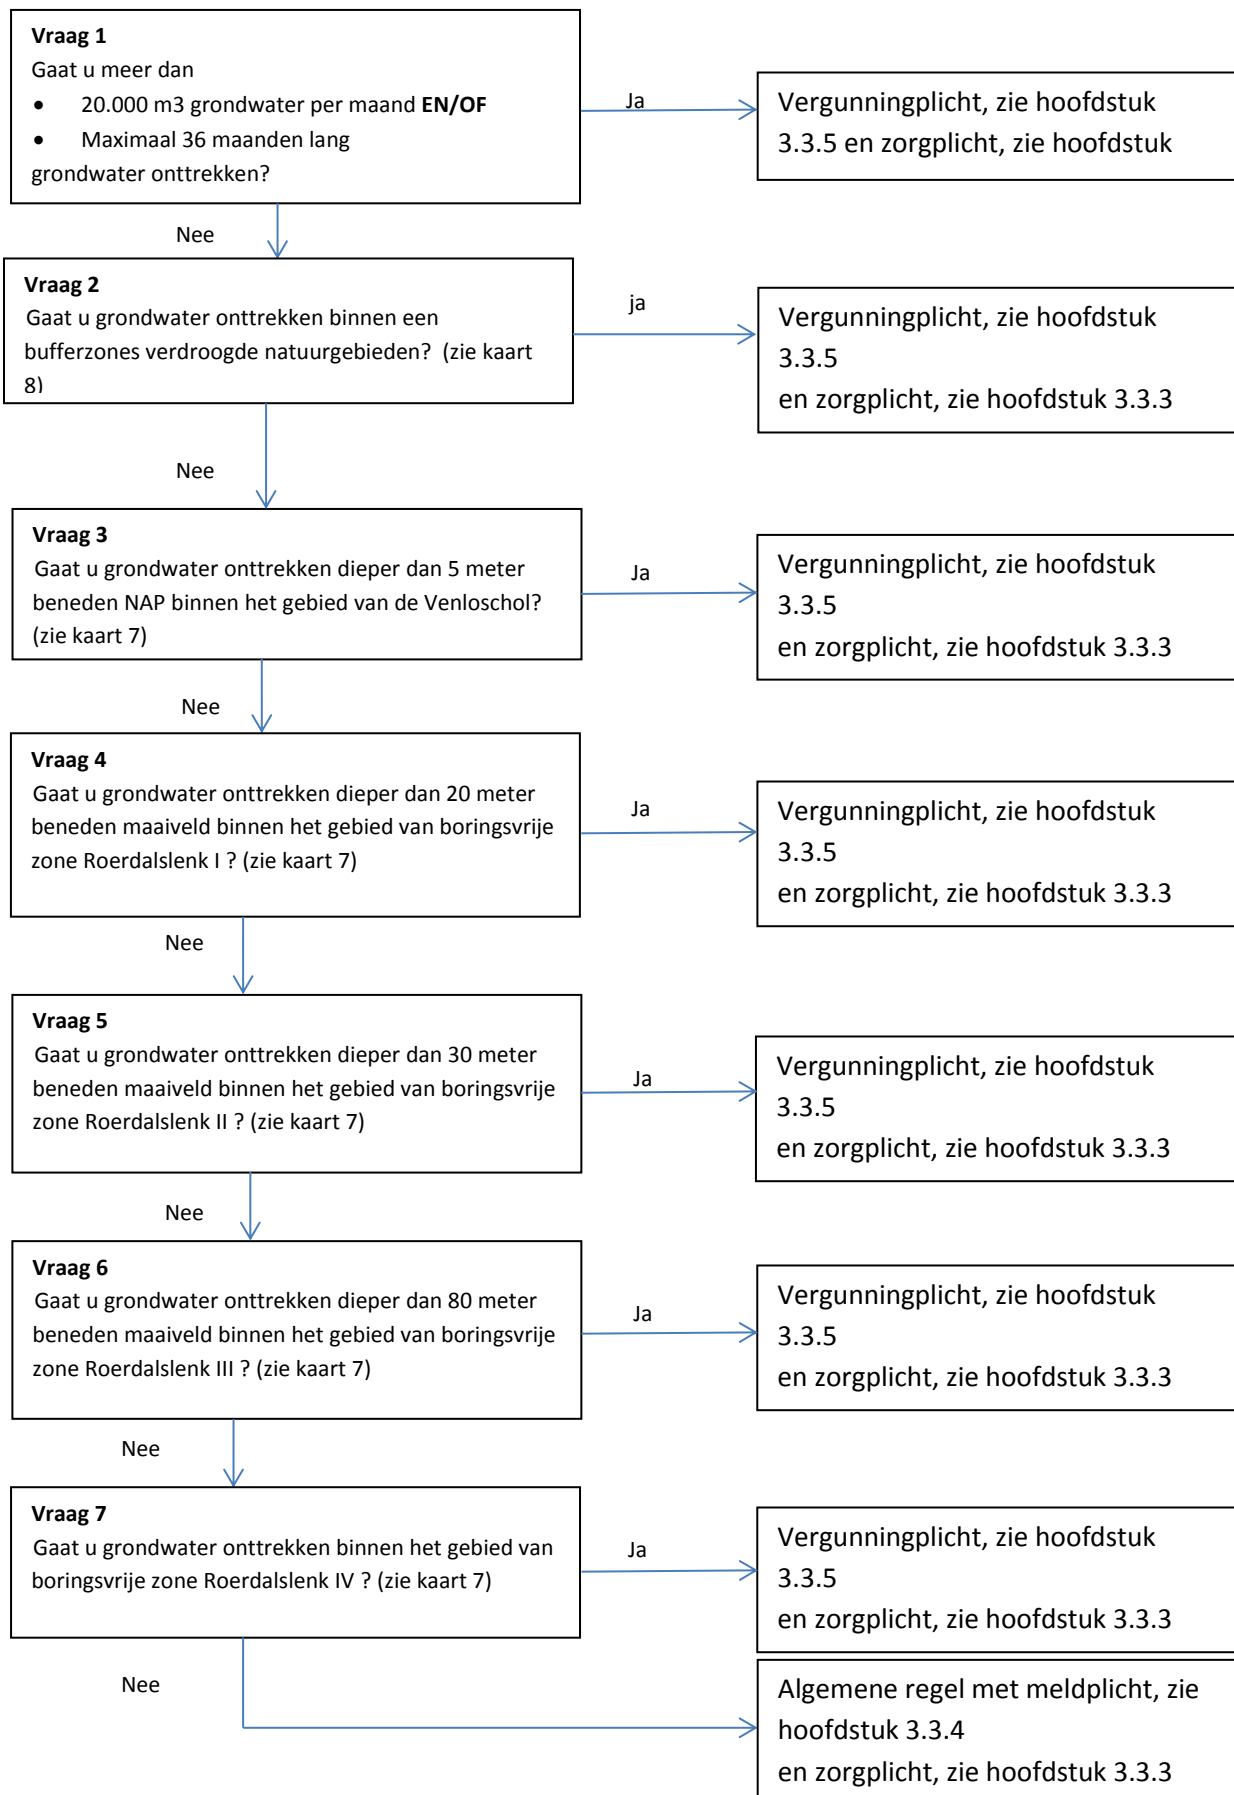 Vraag 1
Gaat u meer dan
• 20.000 m3 grondwater per maand EN/OF
• Maximaal 36 maanden lang
grondwater onttrekken?
Ja
Vergunningplicht, zie hoofdstuk
3.3.5 en zorgplicht, zie hoofdstuk
Nee
Vraag 2
Gaat u grondwater onttrekken binnen een
bufferzones verdroogde natuurgebieden? (zie kaart
8)
ja
Vergunningplicht, zie hoofdstuk
3.3.5
en zorgplicht, zie hoofdstuk 3.3.3
Nee
Vraag 3
Gaat u grondwater onttrekken dieper dan 5 meter
beneden NAP binnen het gebied van de Venloschol?
(zie kaart 7)
Ja
Vergunningplicht, zie hoofdstuk
3.3.5
en zorgplicht, zie hoofdstuk 3.3.3
Nee
Vraag 4
Gaat u grondwater onttrekken dieper dan 20 meter
beneden maaiveld binnen het gebied van boringsvrije
zone Roerdalslenk I ? (zie kaart 7)
Ja
Vergunningplicht, zie hoofdstuk
3.3.5
en zorgplicht, zie hoofdstuk 3.3.3
Nee
Vraag 5
Gaat u grondwater onttrekken dieper dan 30 meter
beneden maaiveld binnen het gebied van boringsvrije
zone Roerdalslenk II ? (zie kaart 7)
Ja
Vergunningplicht, zie hoofdstuk
3.3.5
en zorgplicht, zie hoofdstuk 3.3.3
Nee
Vraag 6
Gaat u grondwater onttrekken dieper dan 80 meter
beneden maaiveld binnen het gebied van boringsvrije
zone Roerdalslenk III ? (zie kaart 7)
Ja
Vergunningplicht, zie hoofdstuk
3.3.5
en zorgplicht, zie hoofdstuk 3.3.3
Nee
Vraag 7
Gaat u grondwater onttrekken binnen het gebied van
boringsvrije zone Roerdalslenk IV ? (zie kaart 7)
Ja
Vergunningplicht, zie hoofdstuk
3.3.5
en zorgplicht, zie hoofdstuk 3.3.3
Nee
Algemene regel met meldplicht, zie
hoofdstuk 3.3.4
en zorgplicht, zie hoofdstuk 3.3.3